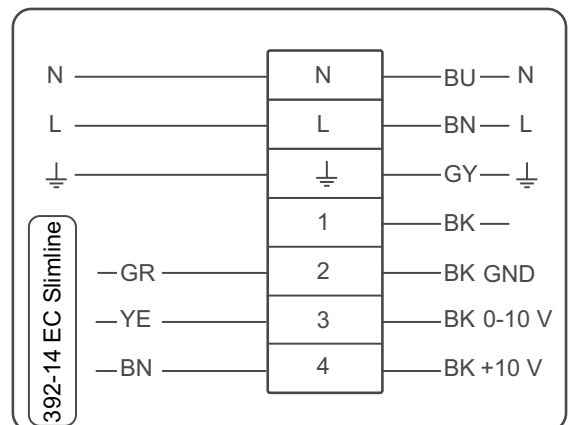 N N BU N
L L BN L
GY
1 BK
GR 2 BK GND
YE 3 BK 0-10 V
BN 4 BK +10 V
392-14 EC Slimline